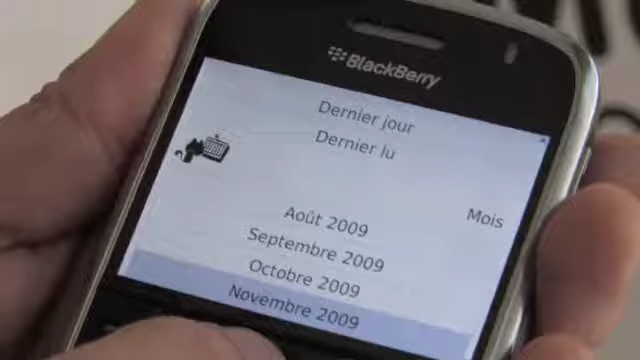 BlackBerry
Dernier jour
Dernier lu
Mois
Août 2009
Septembre 2009
Octobre 2009
Novembre 2009